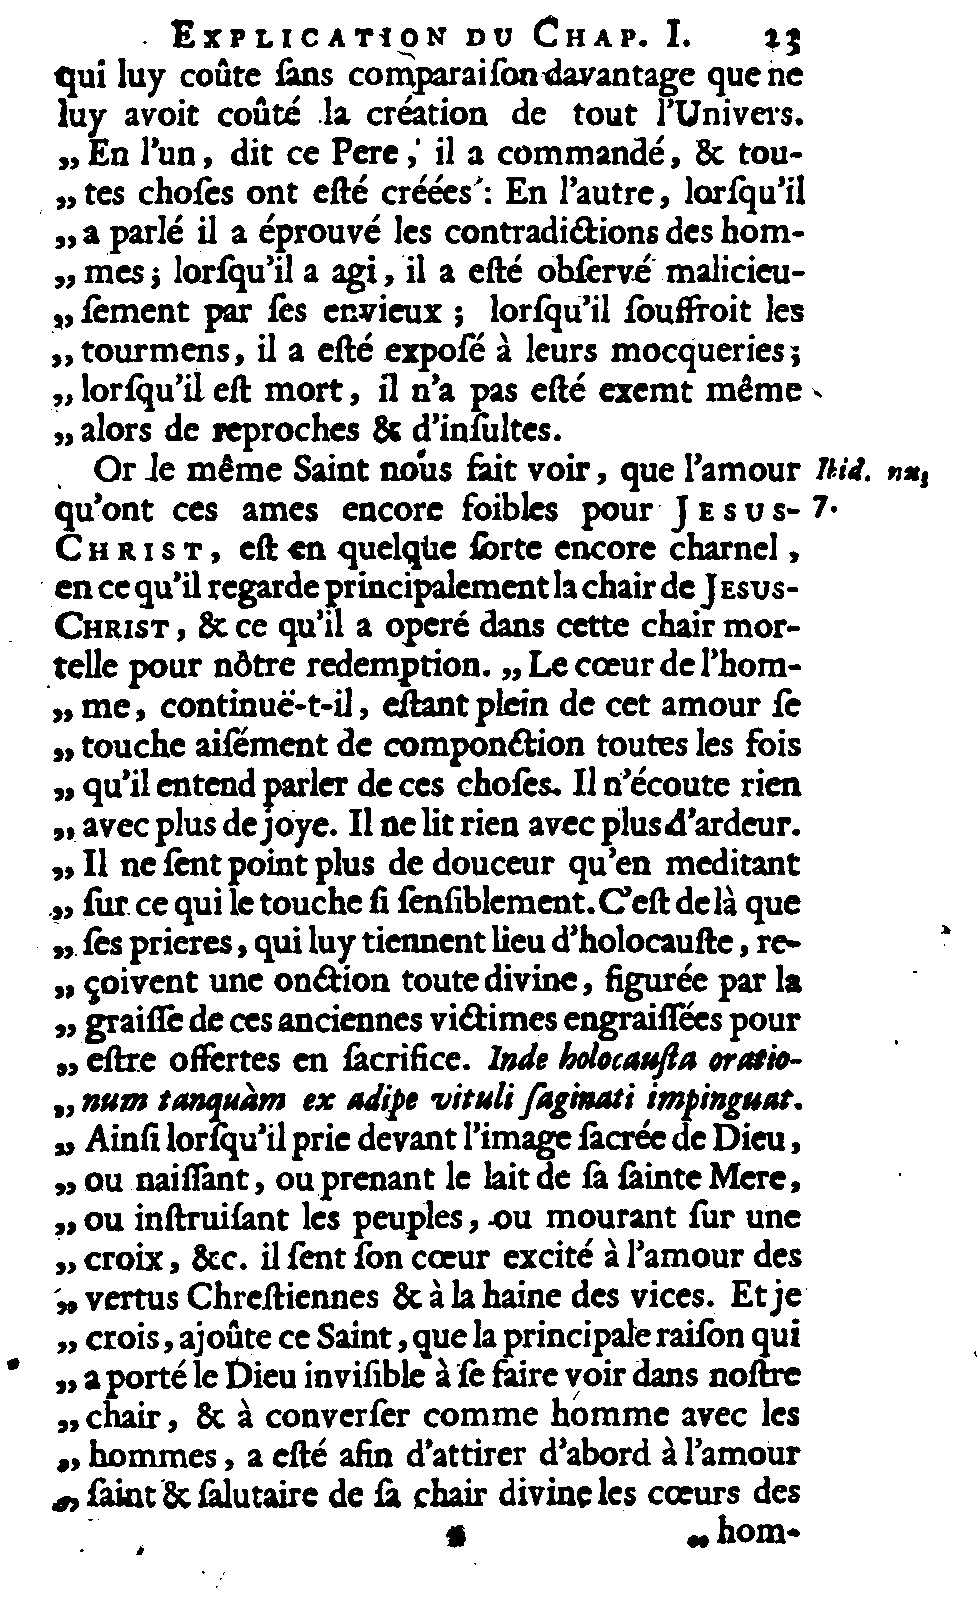 EXPLICATION DU CHAP. I. 23
qui luy coûte ſans comparaiſon davantage que ne
luy avoit coûté la création de tout l'Univers.
„ En l'un, dit ce Pere, il a commandé, & tou-
„ tes choſes ont eſté créées : En l'autre, lorſqu'il
„ a parlé il a éprouvé les contradictions des hom-
„ mes ; lorſqu'il a agi, il a eſté obſervé malicieu-
„ ſement par ſes envieux ; lorſqu'il ſouffroit les
„ tourmens, il a eſté expoſé à leurs mocqueries ;
„ lorſqu'il eſt mort, il n'a pas eſté exemt même
„ alors de reproches & d'inſultes.
Or le même Saint nous fait voir, que l'amour Ibid.
qu'ont ces ames encore foibles pour JESUS- 7.
CHRIST, eſt en quelque ſorte encore charnel,
en ce qu'il regarde principalement la chair de JESUS-
CHRIST, & ce qu'il a operé dans cette chair mor-
telle pour nôtre redemption. „ Le cœur de l'hom-
„ me, continuë-t-il, eſtant plein de cet amour ſe
„ touche aiſément de componction toutes les fois
„ qu'il entend parler de ces choſes. Il n'écoute rien
„ avec plus de joye. Il ne lit rien avec plus d'ardeur.
„ Il ne ſent point plus de douceur qu'en meditant
„ ſur ce qui le touche ſi ſenſiblement. C'eſt de là que
„ ſes prieres, qui luy tiennent lieu d'holocauſte, re-
„ çoivent une onction toute divine, figurée par la
„ graiſſe de ces anciennes victimes engraiſſées pour
„ eſtre offertes en ſacrifice. Inde holocauſta oratio-
„ num tanquàm ex adipe vituli ſaginati impinguat.
„ Ainſi lorſqu'il prie devant l'image ſacrée de Dieu,
„ ou naiſſant, ou prenant le lait de ſa ſainte Mere,
„ ou inſtruiſant les peuples, ou mourant ſur une
„ croix, &c. il ſent ſon cœur excité à l'amour des
„ vertus Chreſtiennes & à la haine des vices. Et je
„ crois, ajoûte ce Saint, que la principale raiſon qui
„ a porté le Dieu inviſible à ſe faire voir dans noſtre
„ chair, & à converſer comme homme avec les
„ hommes, a eſté afin d'attirer d'abord à l'amour
„ ſaint & ſalutaire de ſa chair divine les cœurs des
„ hom-